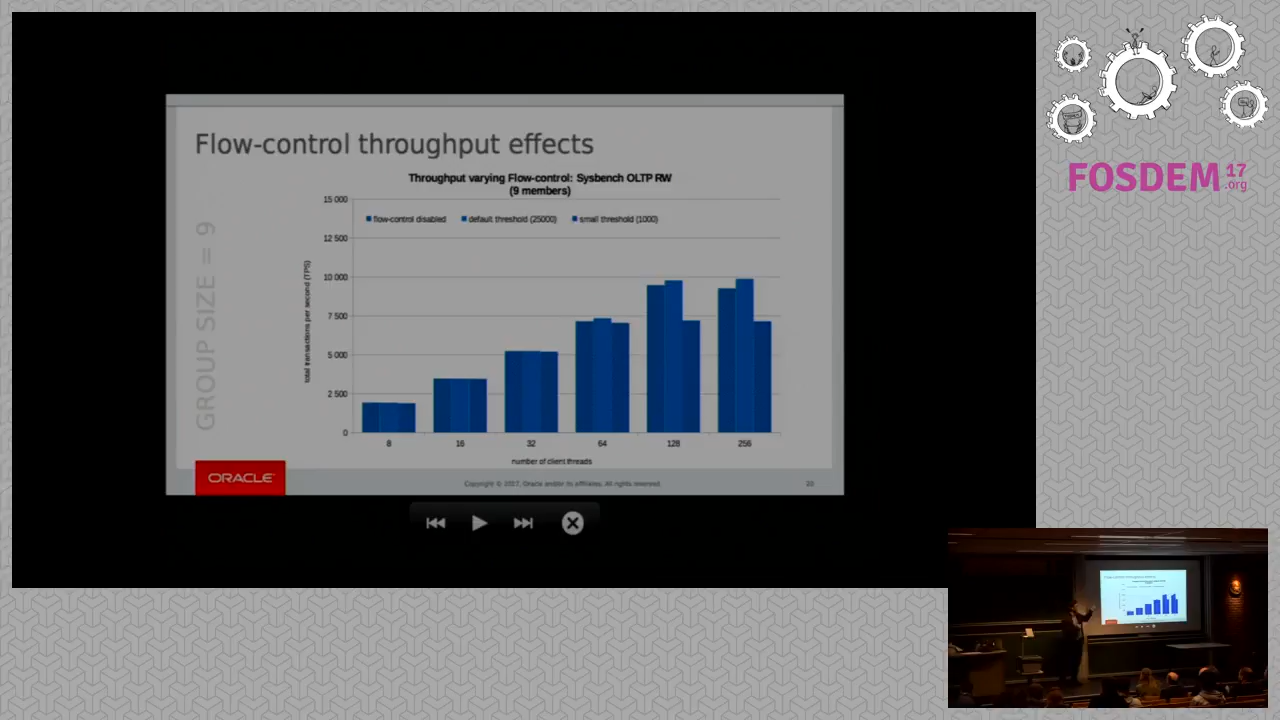 Flow-control throughput effects
Throughput varying Flow-control: Sysbench OLTP RW
(9 members)
15 000
flow-control disabled
default threshold (25000)
small threshold (1000)
12 500
10 000
7 500
5 000
2 500
0
total transactions per second (TPS)
GROUP SIZE = 9
8
16
32
64
128
256
number of client threads
ORACLE
Copyright © 2017, Oracle and/or its affiliates. All rights reserved.
20
FOSDEM 17
.org